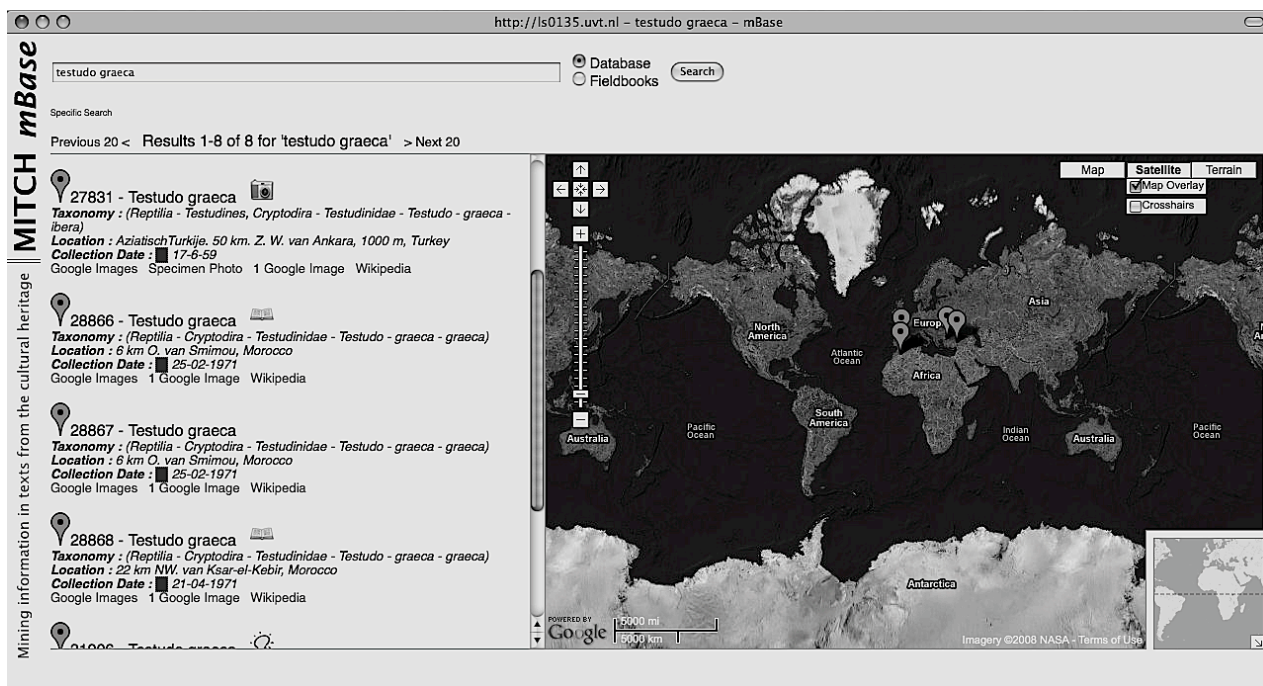 http://ls0135.uvt.nl – testudo graeca – mBase
MITCH mBase
Mining information in texts from the cultural heritage
testudo graeca
Database
Fieldbooks
Search
Specific Search
Previous 20 < Results 1-8 of 8 for 'testudo graeca' > Next 20
27831 - Testudo graeca
Taxonomy : (Reptilia - Testudines, Cryptodira - Testudinidae - Testudo - graeca -
ibera)
Location : AziatischTurkije. 50 km. Z. W. van Ankara, 1000 m, Turkey
Collection Date : 17-6-59
Google Images Specimen Photo 1 Google Image Wikipedia
28866 - Testudo graeca
Taxonomy : (Reptilia - Cryptodira - Testudinidae - Testudo - graeca - graeca)
Location : 6 km O. van Smimou, Morocco
Collection Date : 25-02-1971
Google Images 1 Google Image Wikipedia
28867 - Testudo graeca
Taxonomy : (Reptilia - Cryptodira - Testudinidae - Testudo - graeca - graeca)
Location : 6 km O. van Smimou, Morocco
Collection Date : 25-02-1971
Google Images 1 Google Image Wikipedia
28868 - Testudo graeca
Taxonomy : (Reptilia - Cryptodira - Testudinidae - Testudo - graeca - graeca)
Location : 22 km NW. van Ksar-el-Kebir, Morocco
Collection Date : 21-04-1971
Google Images 1 Google Image Wikipedia
- Testudo graeca
Map Satellite Terrain
Map Overlay
Crosshairs
North
America
Atlantic
Ocean
Europ
Asia
Africa
South
America
Australia
Pacific
Ocean
Indian
Ocean
Australia
Pacific
Ocean
Antarctica
POWERED BY
Google
5000 mi
5000 km
Imagery ©2008 NASA - Terms of Use